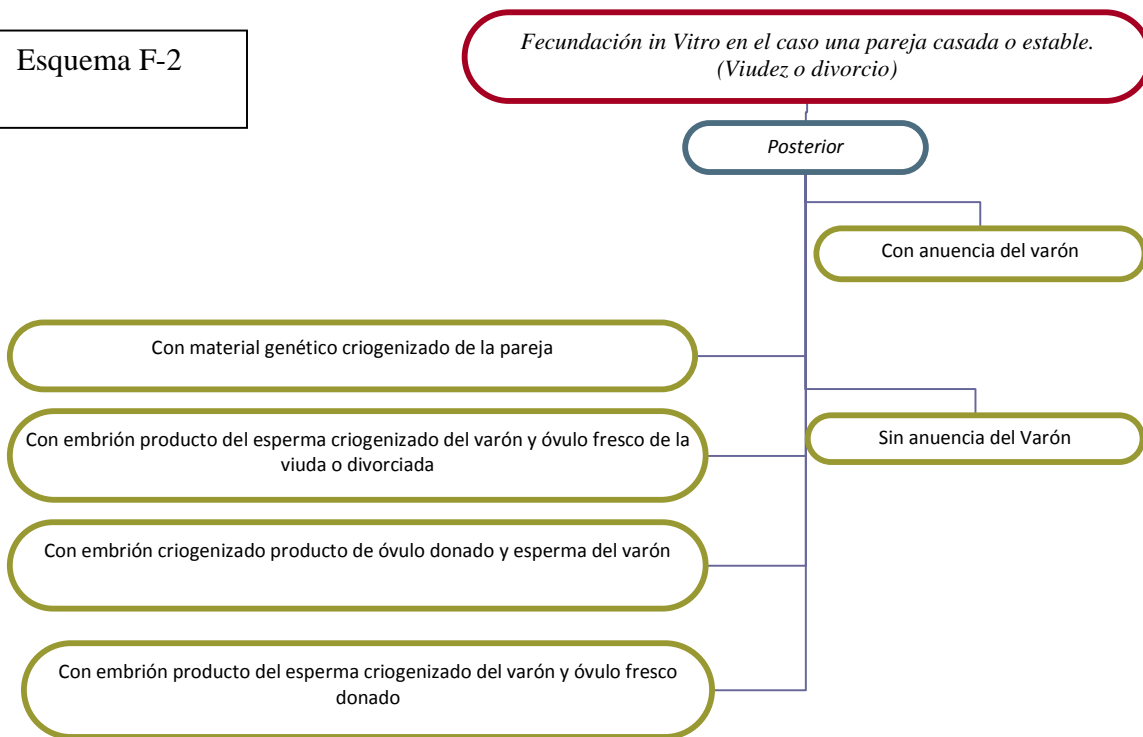 Esquema F-2
Fecundación in Vitro en el caso una pareja casada o estable.
(Viudez o divorcio)
Posterior
Con anuencia del varón
Con material genético criogenizado de la pareja
Con embrión producto del esperma criogenizado del varón y óvulo fresco de la
viuda o divorciada
Sin anuencia del Varón
Con embrión criogenizado producto de óvulo donado y esperma del varón
Con embrión producto del esperma criogenizado del varón y óvulo fresco
donado